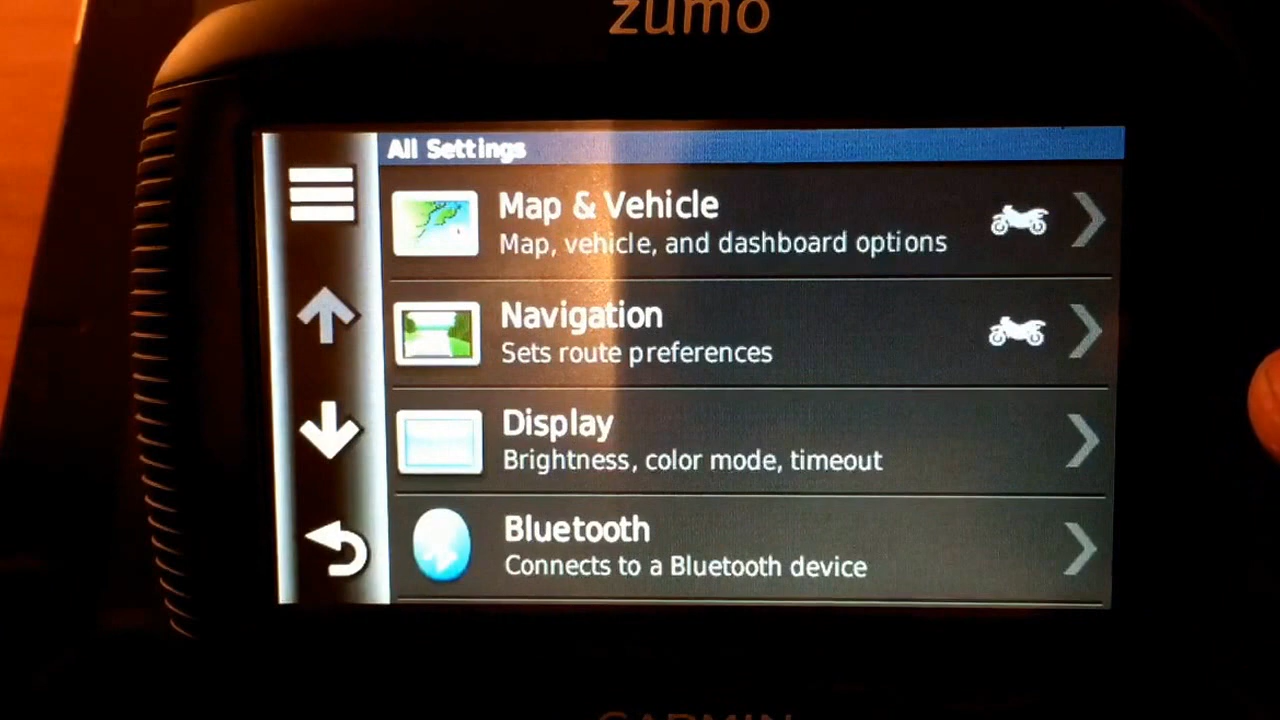 zumo
All Settings
Map & Vehicle
Map, vehicle, and dashboard options
Navigation
Sets route preferences
Display
Brightness, color mode, timeout
Bluetooth
Connects to a Bluetooth device
GARMIN